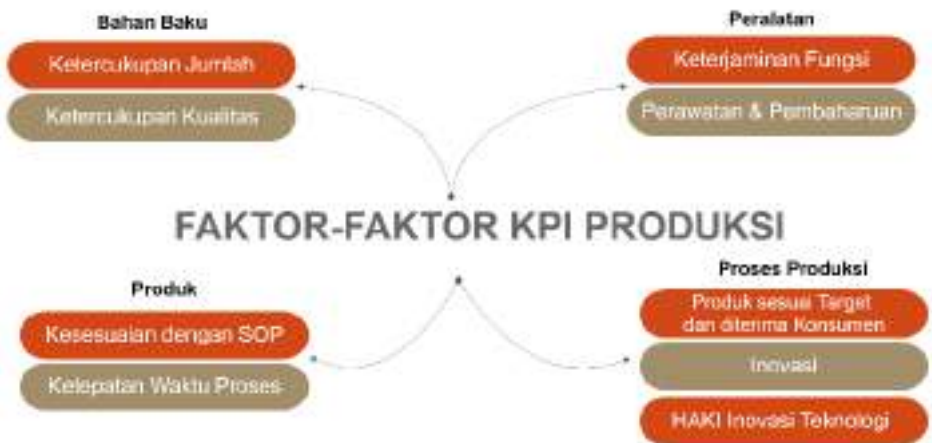 Bahan Baku
Ketercukupan Jumlah
Ketercukupan Kualitas
Peralatan
Keterjaminan Fungsi
Perawatan & Pembaharuan
FAKTOR-FAKTOR KPI PRODUKSI
Produk
Kesesuaian dengan SOP
Ketepatan Waktu Proses
Proses Produksi
Produk sesuai Target
dan diterima Konsumen
Inovasi
HAKI Inovasi Teknologi